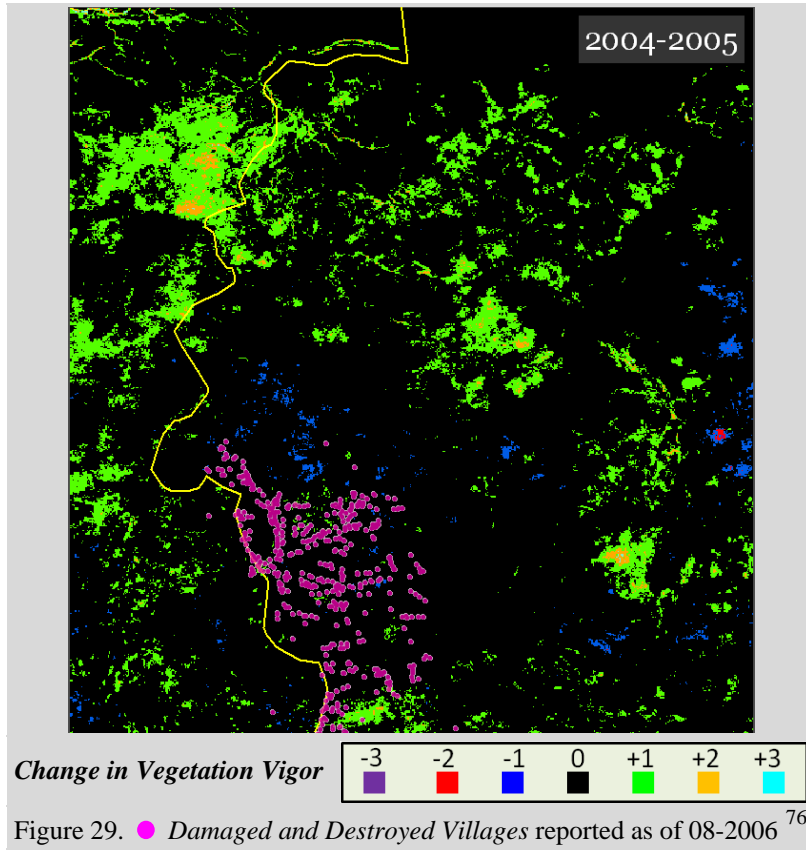 2004-2005
Change in Vegetation Vigor
-3 -2 -1 0 +1 +2 +3
Figure 29. Damaged and Destroyed Villages reported as of 08-2006 76